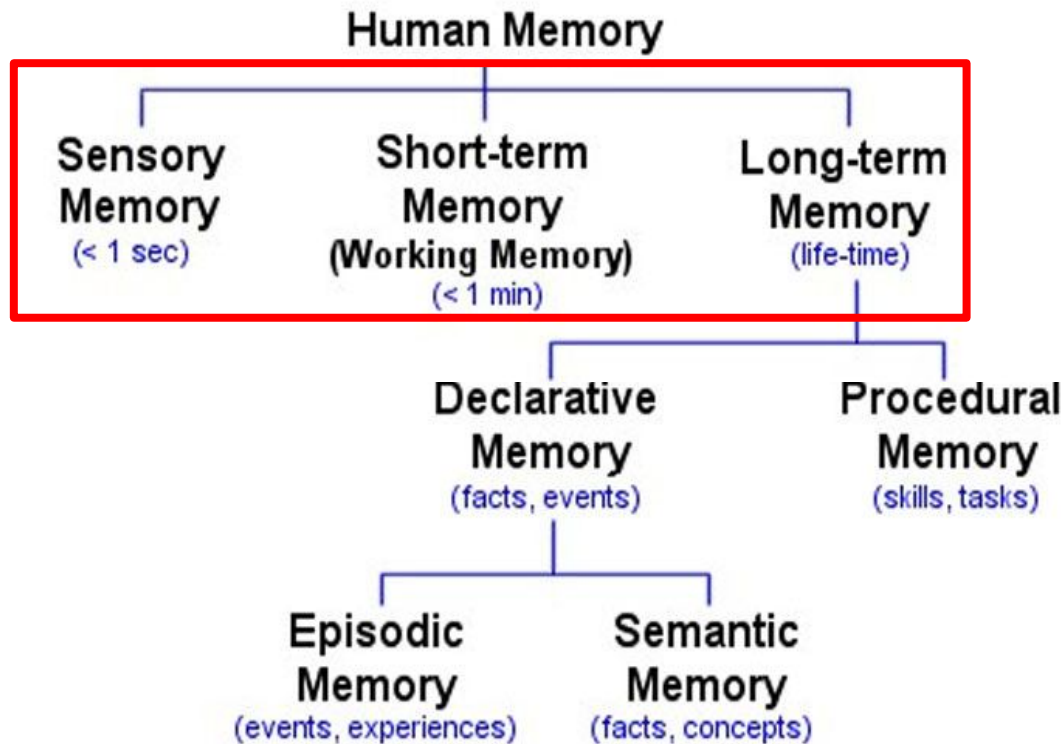 Human Memory
Sensory
Memory
(< 1 sec)
Short-term
Memory
(Working Memory)
(< 1 min)
Long-term
Memory
(life-time)
Declarative
Memory
(facts, events)
Procedural
Memory
(skills, tasks)
Episodic
Memory
(events, experiences)
Semantic
Memory
(facts, concepts)